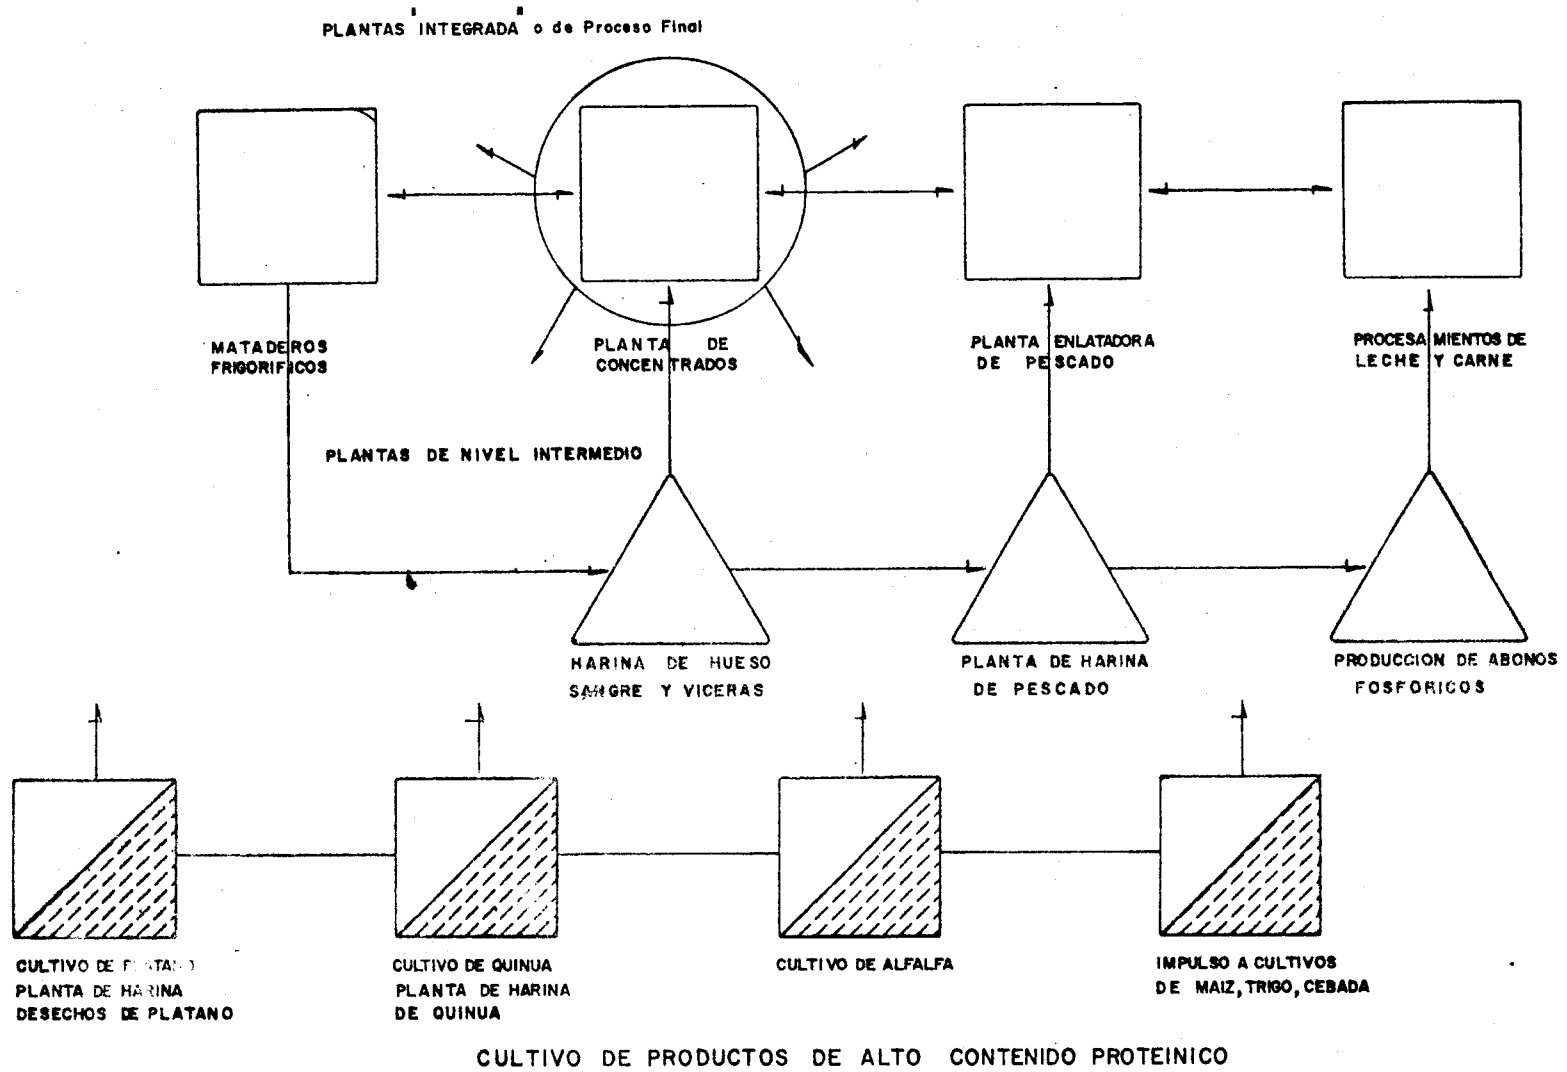 PLANTAS "INTEGRADA" o de Proceso Final
MATADEROS
FRIGORIFICOS
PLANTA DE
CONCENTRADOS
PLANTA ENLATADORA
DE PESCADO
PROCESAMIENTOS DE
LECHE Y CARNE
PLANTAS DE NIVEL INTERMEDIO
HARINA DE HUESO
SANGRE Y VICERAS
PLANTA DE HARINA
DE PESCADO
PRODUCCION DE ABONOS
FOSFORICOS
CULTIVO DE PLATANO
PLANTA DE HARINA
DESECHOS DE PLATANO
CULTIVO DE QUINUA
PLANTA DE HARINA
DE QUINUA
CULTIVO DE ALFALFA
IMPULSO A CULTIVOS
DE MAIZ, TRIGO, CEBADA
CULTIVO DE PRODUCTOS DE ALTO CONTENIDO PROTEINICO